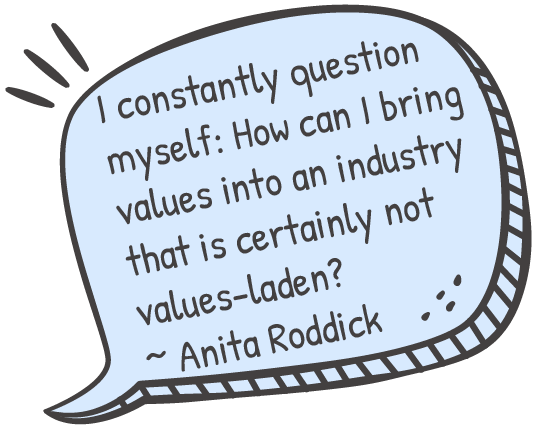 I constantly question
myself: How can I bring
values into an industry
that is certainly not
values-laden?
~ Anita Roddick